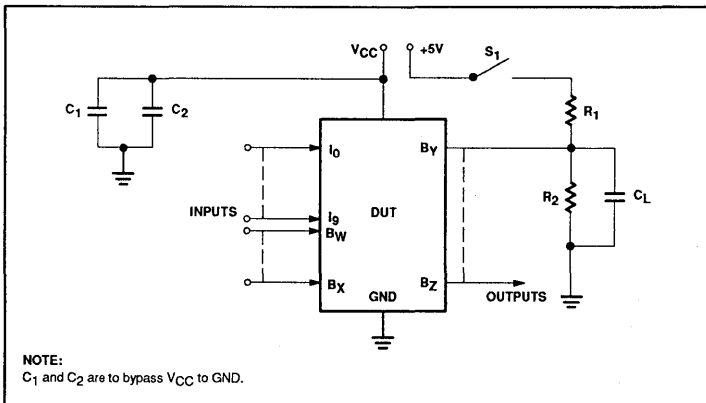 VCC +5V S1
C1 C2
R1
I0 BY
R2 CL
INPUTS I9 DUT
BW
BX BZ
GND OUTPUTS
NOTE:
C1 and C2 are to bypass VCC to GND.